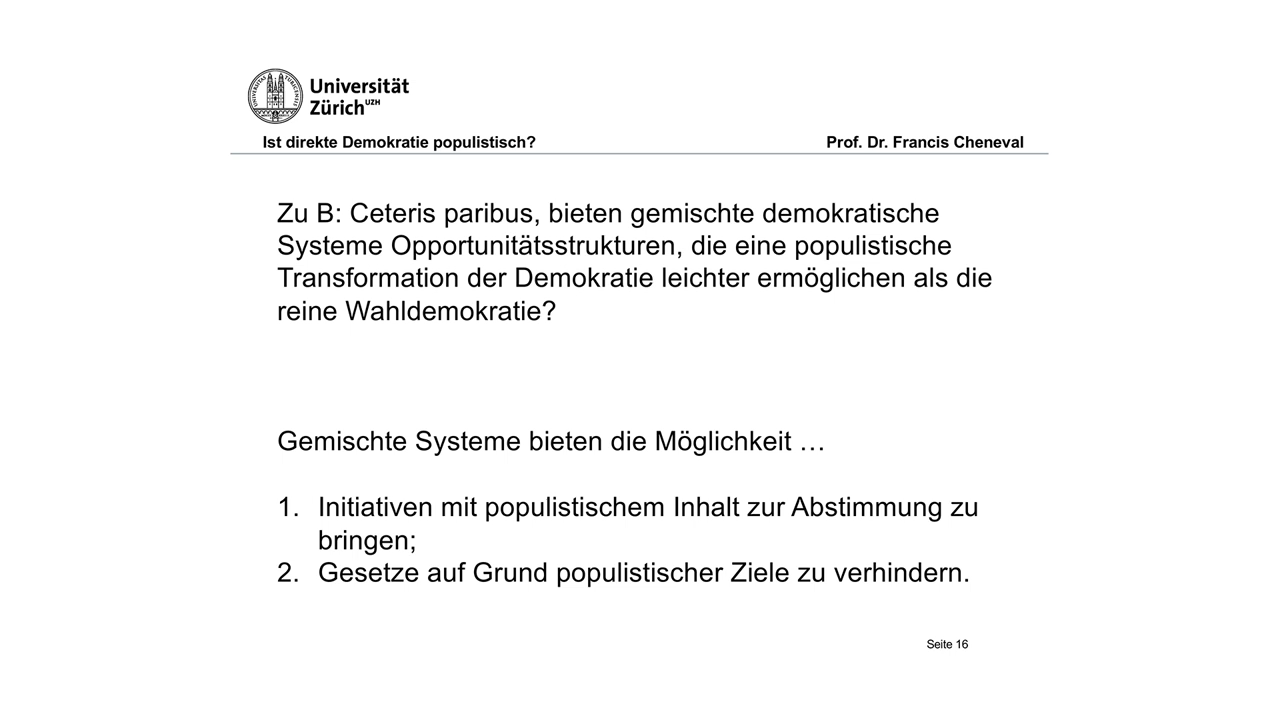 Universität
Zürich UZH
Ist direkte Demokratie populistisch? Prof. Dr. Francis Cheneval
Zu B: Ceteris paribus, bieten gemischte demokratische
Systeme Opportunitätsstrukturen, die eine populistische
Transformation der Demokratie leichter ermöglichen als die
reine Wahldemokratie?
Gemischte Systeme bieten die Möglichkeit …
1. Initiativen mit populistischem Inhalt zur Abstimmung zu
bringen;
2. Gesetze auf Grund populistischer Ziele zu verhindern.
Seite 16